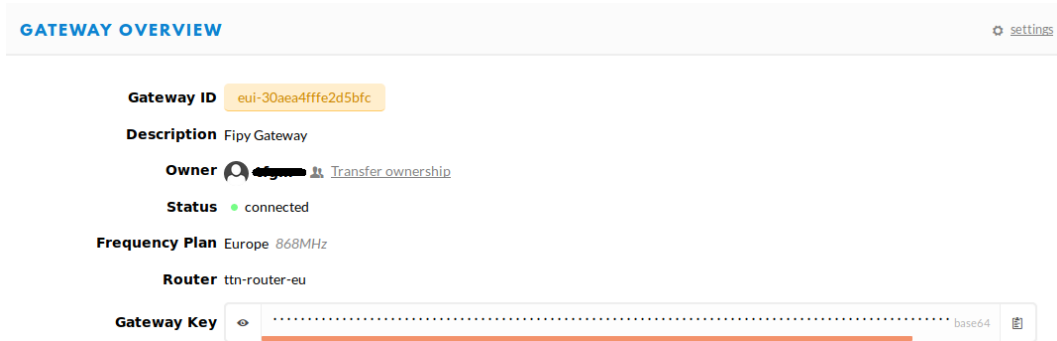 GATEWAY OVERVIEW settings
Gateway ID eui-30aea4fffe2d5bfc
Description Fipy Gateway
Owner Transfer ownership
Status connected
Frequency Plan Europe 868MHz
Router ttn-router-eu
Gateway Key base64